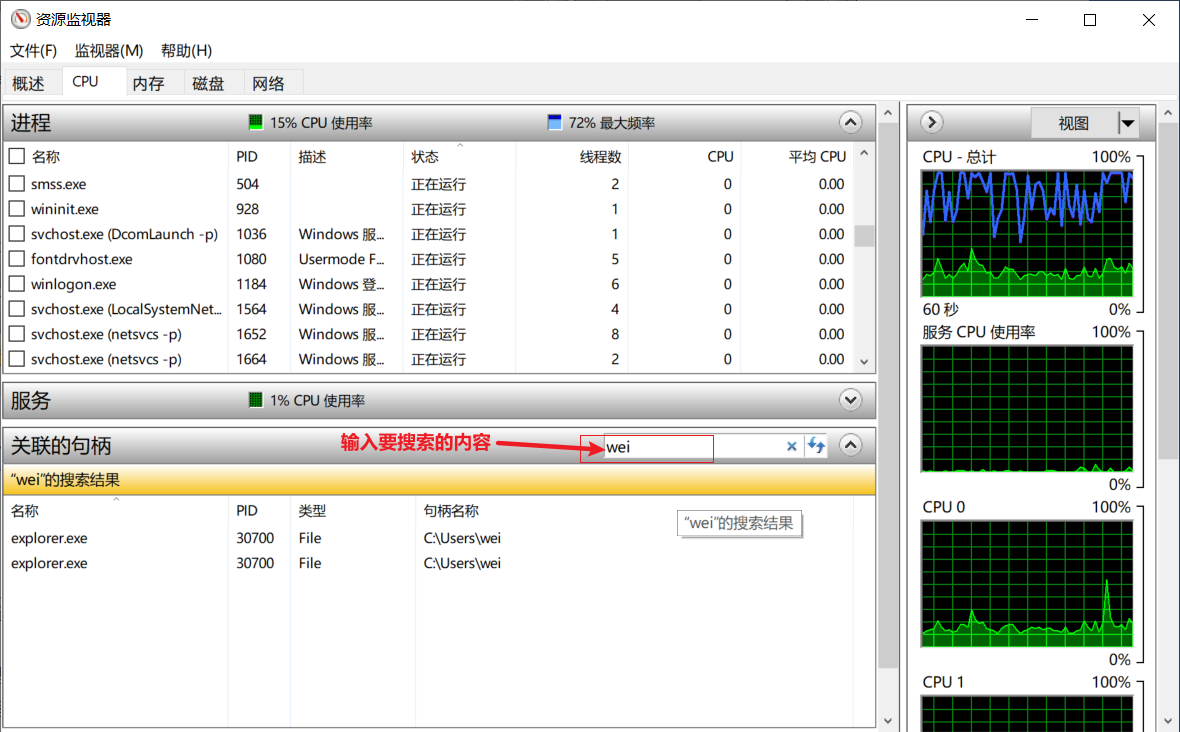 资源监视器
文件(F) 监视器(M) 帮助(H)
概述 CPU 内存 磁盘 网络
进程 15% CPU 使用率 72% 最大频率
名称 PID 描述 状态 线程数 CPU 平均 CPU
smss.exe 504 正在运行 2 0 0.00
wininit.exe 928 正在运行 1 0 0.00
svchost.exe (DcomLaunch -p) 1036 Windows 服... 正在运行 1 0 0.00
fontdrvhost.exe 1080 Usermode F... 正在运行 5 0 0.00
winlogon.exe 1184 Windows 登... 正在运行 6 0 0.00
svchost.exe (LocalSystemNet... 1564 Windows 服... 正在运行 4 0 0.00
svchost.exe (netsvcs -p) 1652 Windows 服... 正在运行 8 0 0.00
svchost.exe (netsvcs -p) 1664 Windows 服... 正在运行 2 0 0.00
服务 1% CPU 使用率
关联的句柄 输入要搜索的内容 wei
“wei”的搜索结果
名称 PID 类型 句柄名称
“wei”的搜索结果
explorer.exe 30700 File C:\Users\wei
explorer.exe 30700 File C:\Users\wei
视图
CPU - 总计 100%
60 秒 0%
服务 CPU 使用率 100%
0%
CPU 0 100%
0%
CPU 1 100%